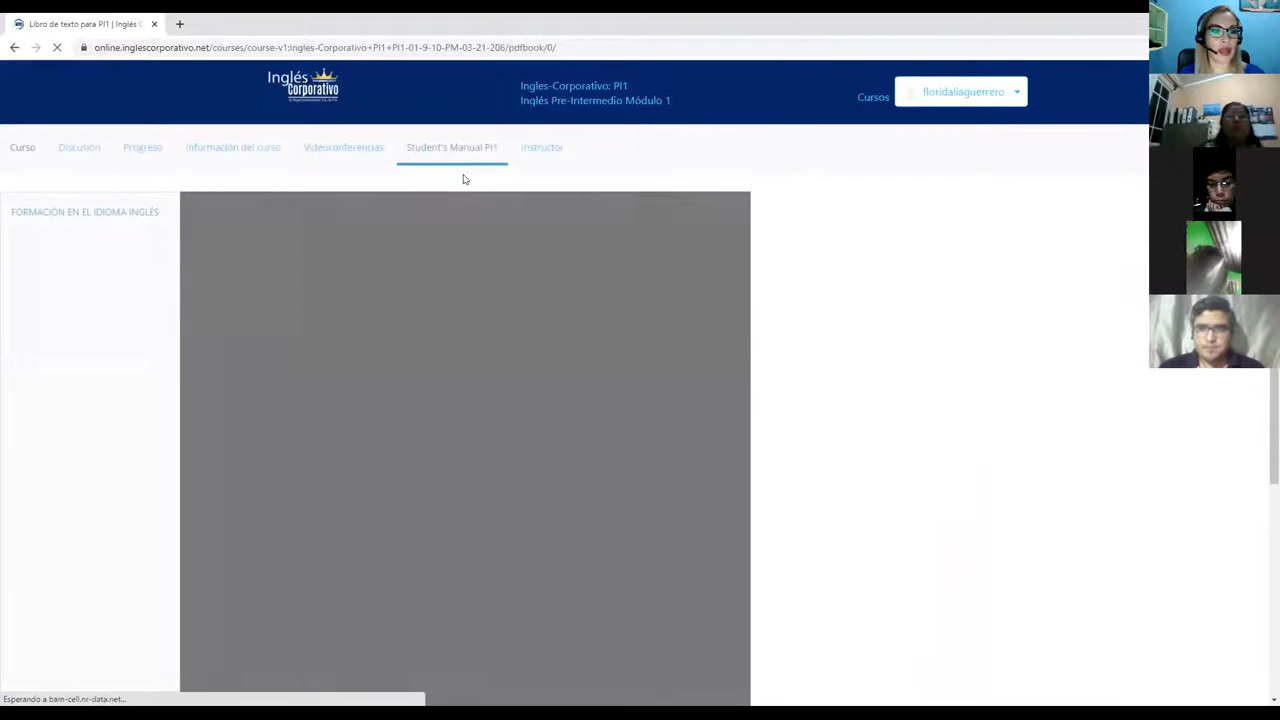 Libro de texto para PI1 | Inglés C
online.inglescorporativo.net/courses/course-v1:Ingles-Corporativo+PI1+PI1-01-9-10-PM-03-21-206/pdfbook/0/
Inglés
Corporativo
Ingles-Corporativo: PI1
Inglés Pre-Intermedio Módulo 1
Cursos
floridaliaguerrero
Curso
Discusión
Progreso
Información del curso
Videoconferencias
Student's Manual PI1
Instructor
FORMACIÓN EN EL IDIOMA INGLÉS
Esperando a bam-cell.nr-data.net...